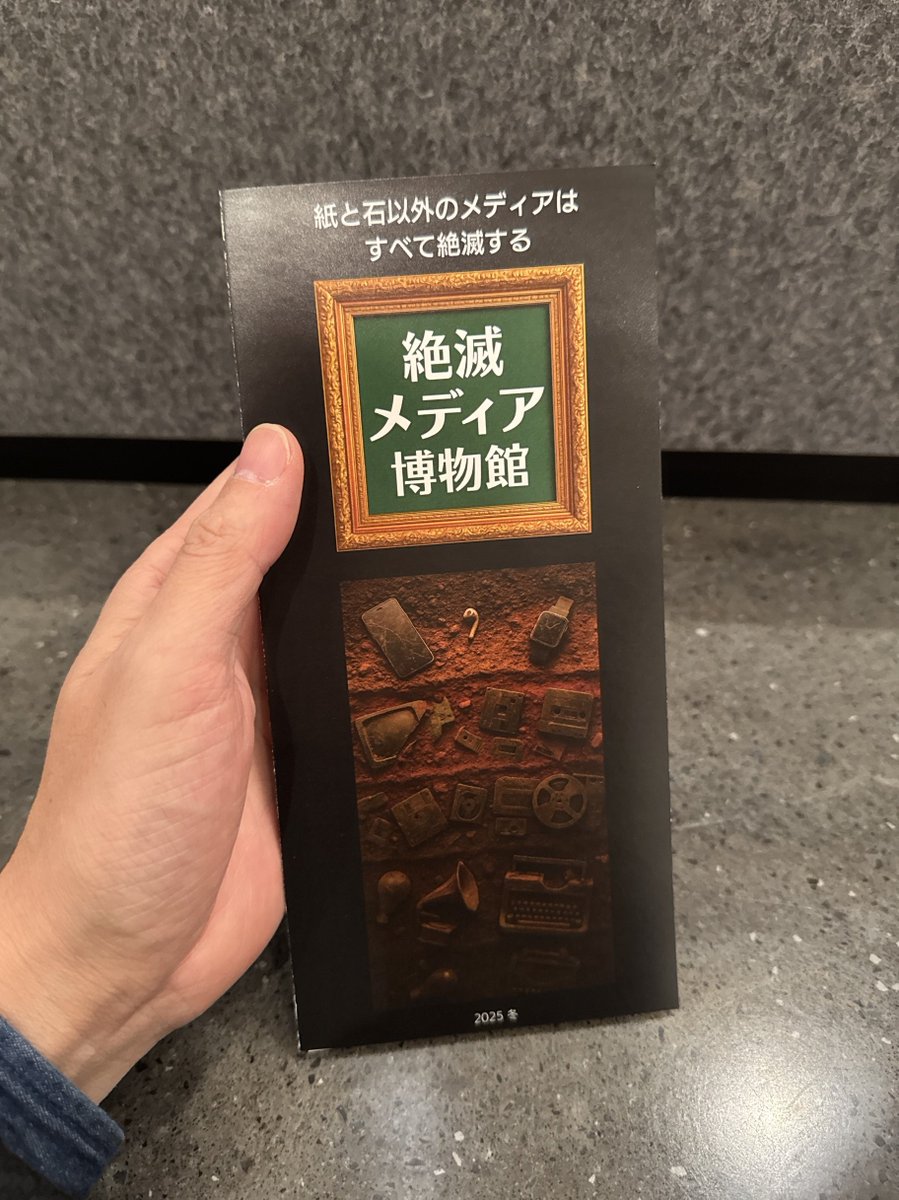 紙と石以外のメディアは
すべて絶滅する
絶滅
メディア
博物館
2025 冬